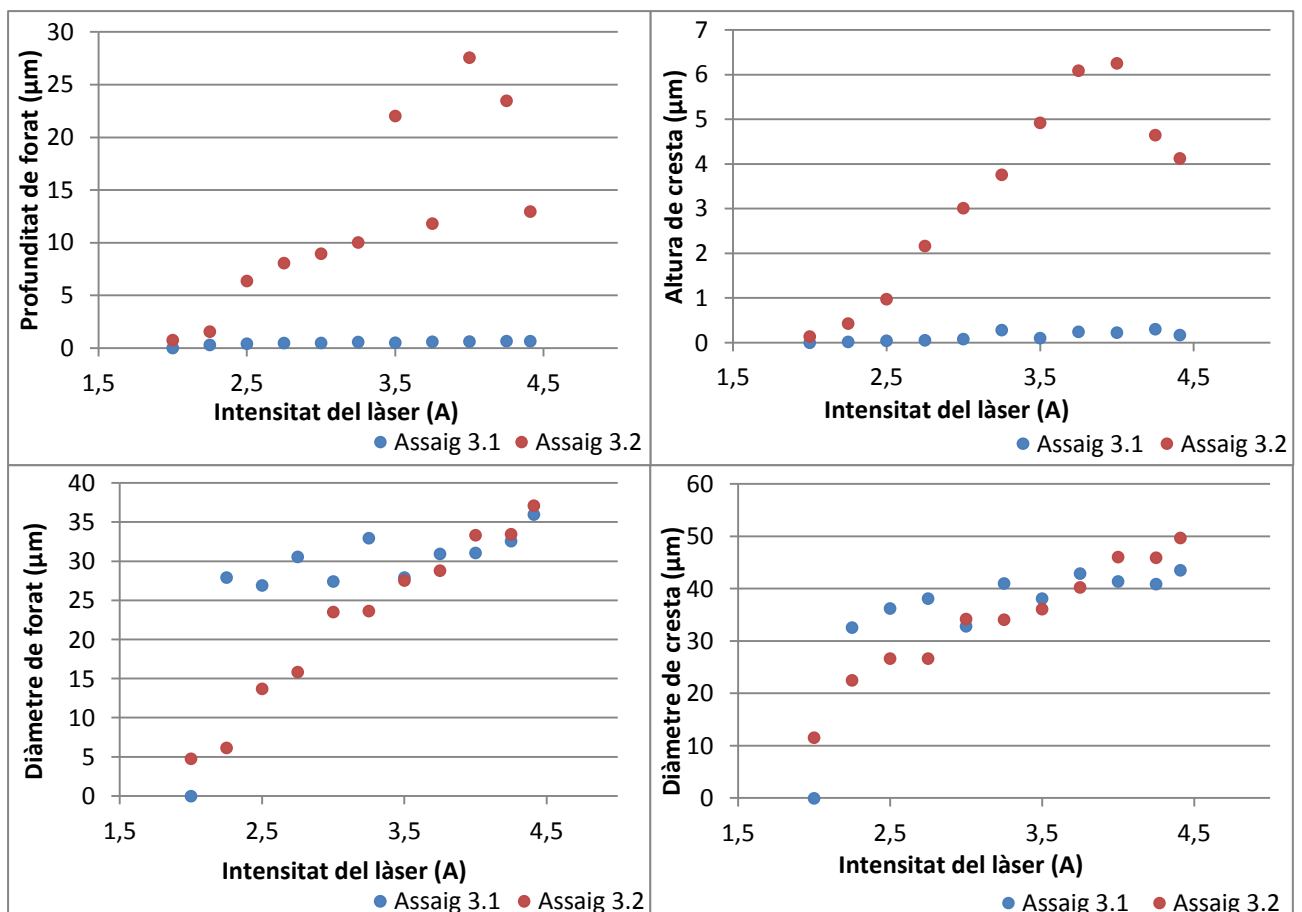 Profunditat de forat (µm)
30
25
20
15
10
5
0
1,5 2,5 3,5 4,5
Intensitat del làser (A)
Assaig 3.1 Assaig 3.2
Altura de cresta (µm)
7
6
5
4
3
2
1
0
1,5 2,5 3,5 4,5
Intensitat del làser (A)
Assaig 3.1 Assaig 3.2
Diàmetre de forat (µm)
40
35
30
25
20
15
10
5
0
1,5 2,5 3,5 4,5
Intensitat del làser (A)
Assaig 3.1 Assaig 3.2
Diàmetre de cresta (µm)
60
50
40
30
20
10
0
1,5 2,5 3,5 4,5
Intensitat del làser (A)
Assaig 3.1 Assaig 3.2